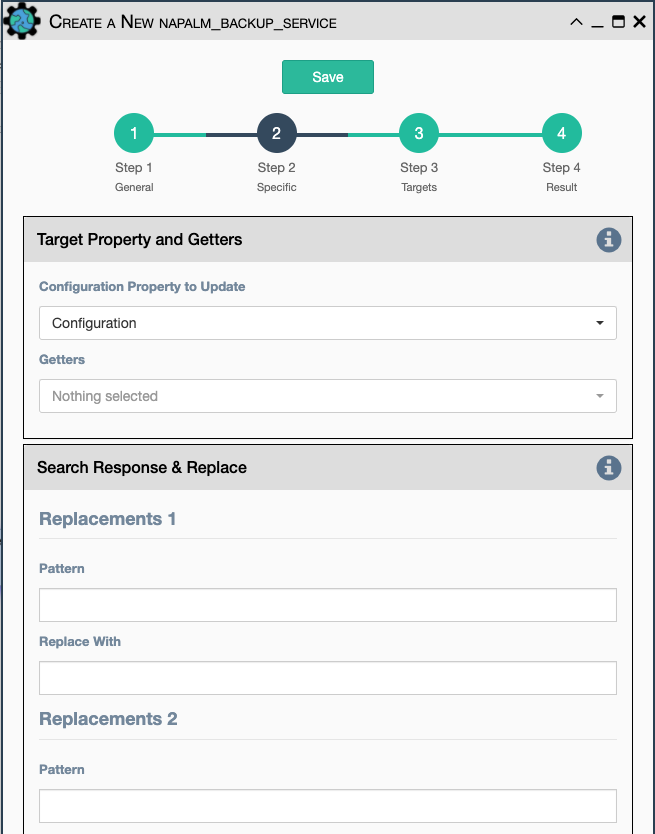 Create a New napalm_backup_service
Save
1 2 3 4
Step 1 Step 2 Step 3 Step 4
General Specific Targets Result
Target Property and Getters
Configuration Property to Update
Configuration
Getters
Nothing selected
Search Response & Replace
Replacements 1
Pattern
Replace With
Replacements 2
Pattern